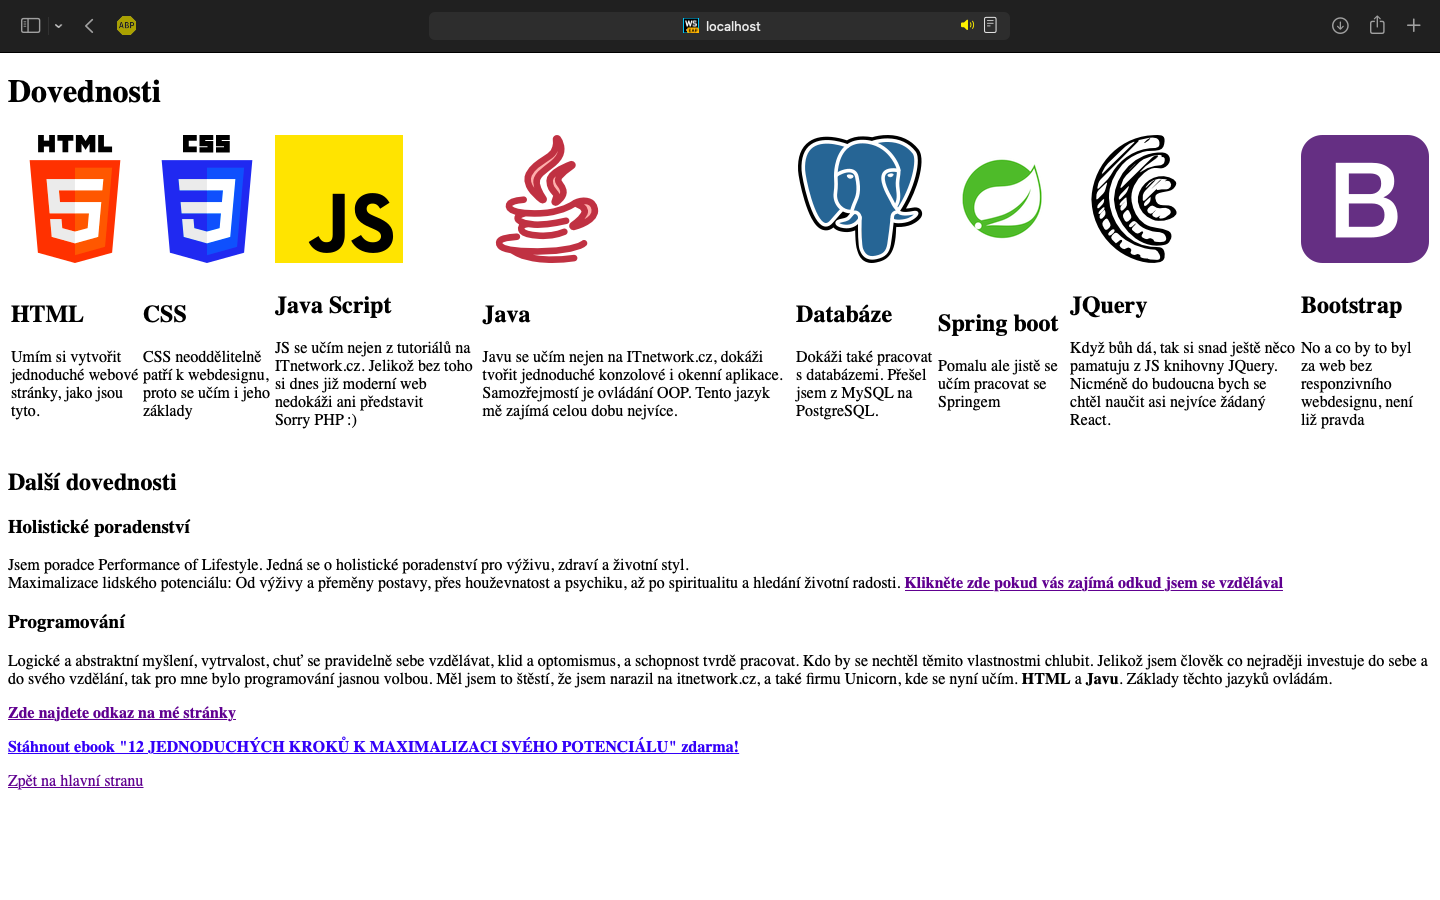 ABP
WS
EAP
localhost
Dovednosti
HTML
5
CSS
3
JS
B
HTML
Umím si vytvořit
jednoduché webové
stránky, jako jsou
tyto.
CSS
CSS neoddělitelně
patří k webdesignu,
proto se učím i jeho
základy
Java Script
JS se učím nejen z tutoriálů na
ITnetwork.cz. Jelikož bez toho
si dnes již moderní web
nedokáži ani představit
Sorry PHP :)
Java
Javu se učím nejen na ITnetwork.cz, dokáži
tvořit jednoduché konzolové i okenní aplikace.
Samozřejmostí je ovládání OOP. Tento jazyk
mě zajímá celou dobu nejvíce.
Databáze
Dokáži také pracovat
s databázemi. Přešel
jsem z MySQL na
PostgreSQL.
Spring boot
Pomalu ale jistě se
učím pracovat se
Springem
JQuery
Když bůh dá, tak si snad ještě něco
pamatuju z JS knihovny JQuery.
Nicméně do budoucna bych se
chtěl naučit asi nejvíce žádaný
React.
Bootstrap
No a co by to byl
za web bez
responzivního
webdesignu, není
liž pravda
Další dovednosti
Holistické poradenství
Jsem poradce Performance of Lifestyle. Jedná se o holistické poradenství pro výživu, zdraví a životní styl.
Maximalizace lidského potenciálu: Od výživy a přeměny postavy, přes houževnatost a psychiku, až po spiritualitu a hledání životní radosti. Klikněte zde pokud vás zajímá odkud jsem se vzdělával
Programování
Logické a abstraktní myšlení, vytrvalost, chuť se pravidelně sebe vzdělávat, klid a optomismus, a schopnost tvrdě pracovat. Kdo by se nechtěl těmito vlastnostmi chlubit. Jelikož jsem člověk co nejraději investuje do sebe a
do svého vzdělání, tak pro mne bylo programování jasnou volbou. Měl jsem to štěstí, že jsem narazil na itnetwork.cz, a také firmu Unicorn, kde se nyní učím. HTML a Javu. Základy těchto jazyků ovládám.
Zde najdete odkaz na mé stránky
Stáhnout ebook "12 JEDNODUCHÝCH KROKŮ K MAXIMALIZACI SVÉHO POTENCIÁLU" zdarma!
Zpět na hlavní stranu